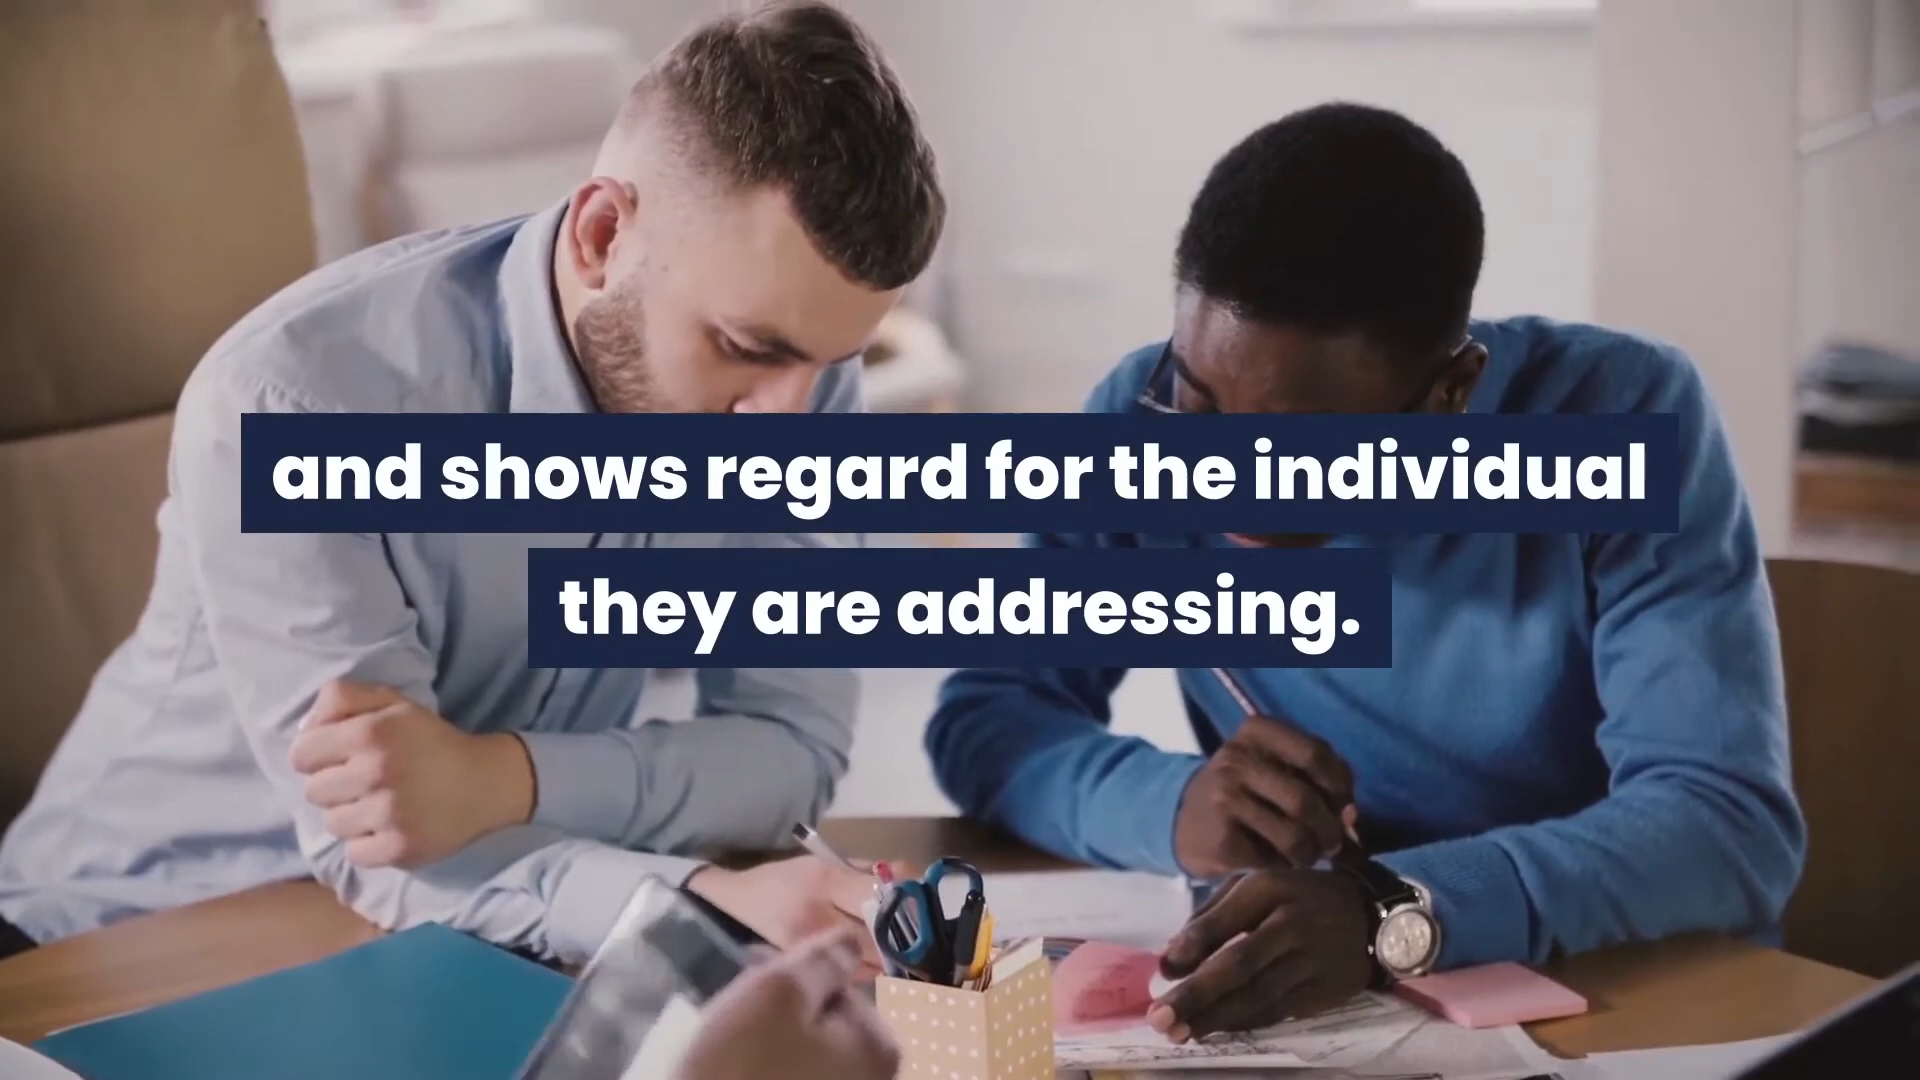 and shows regard for the individual
they are addressing.